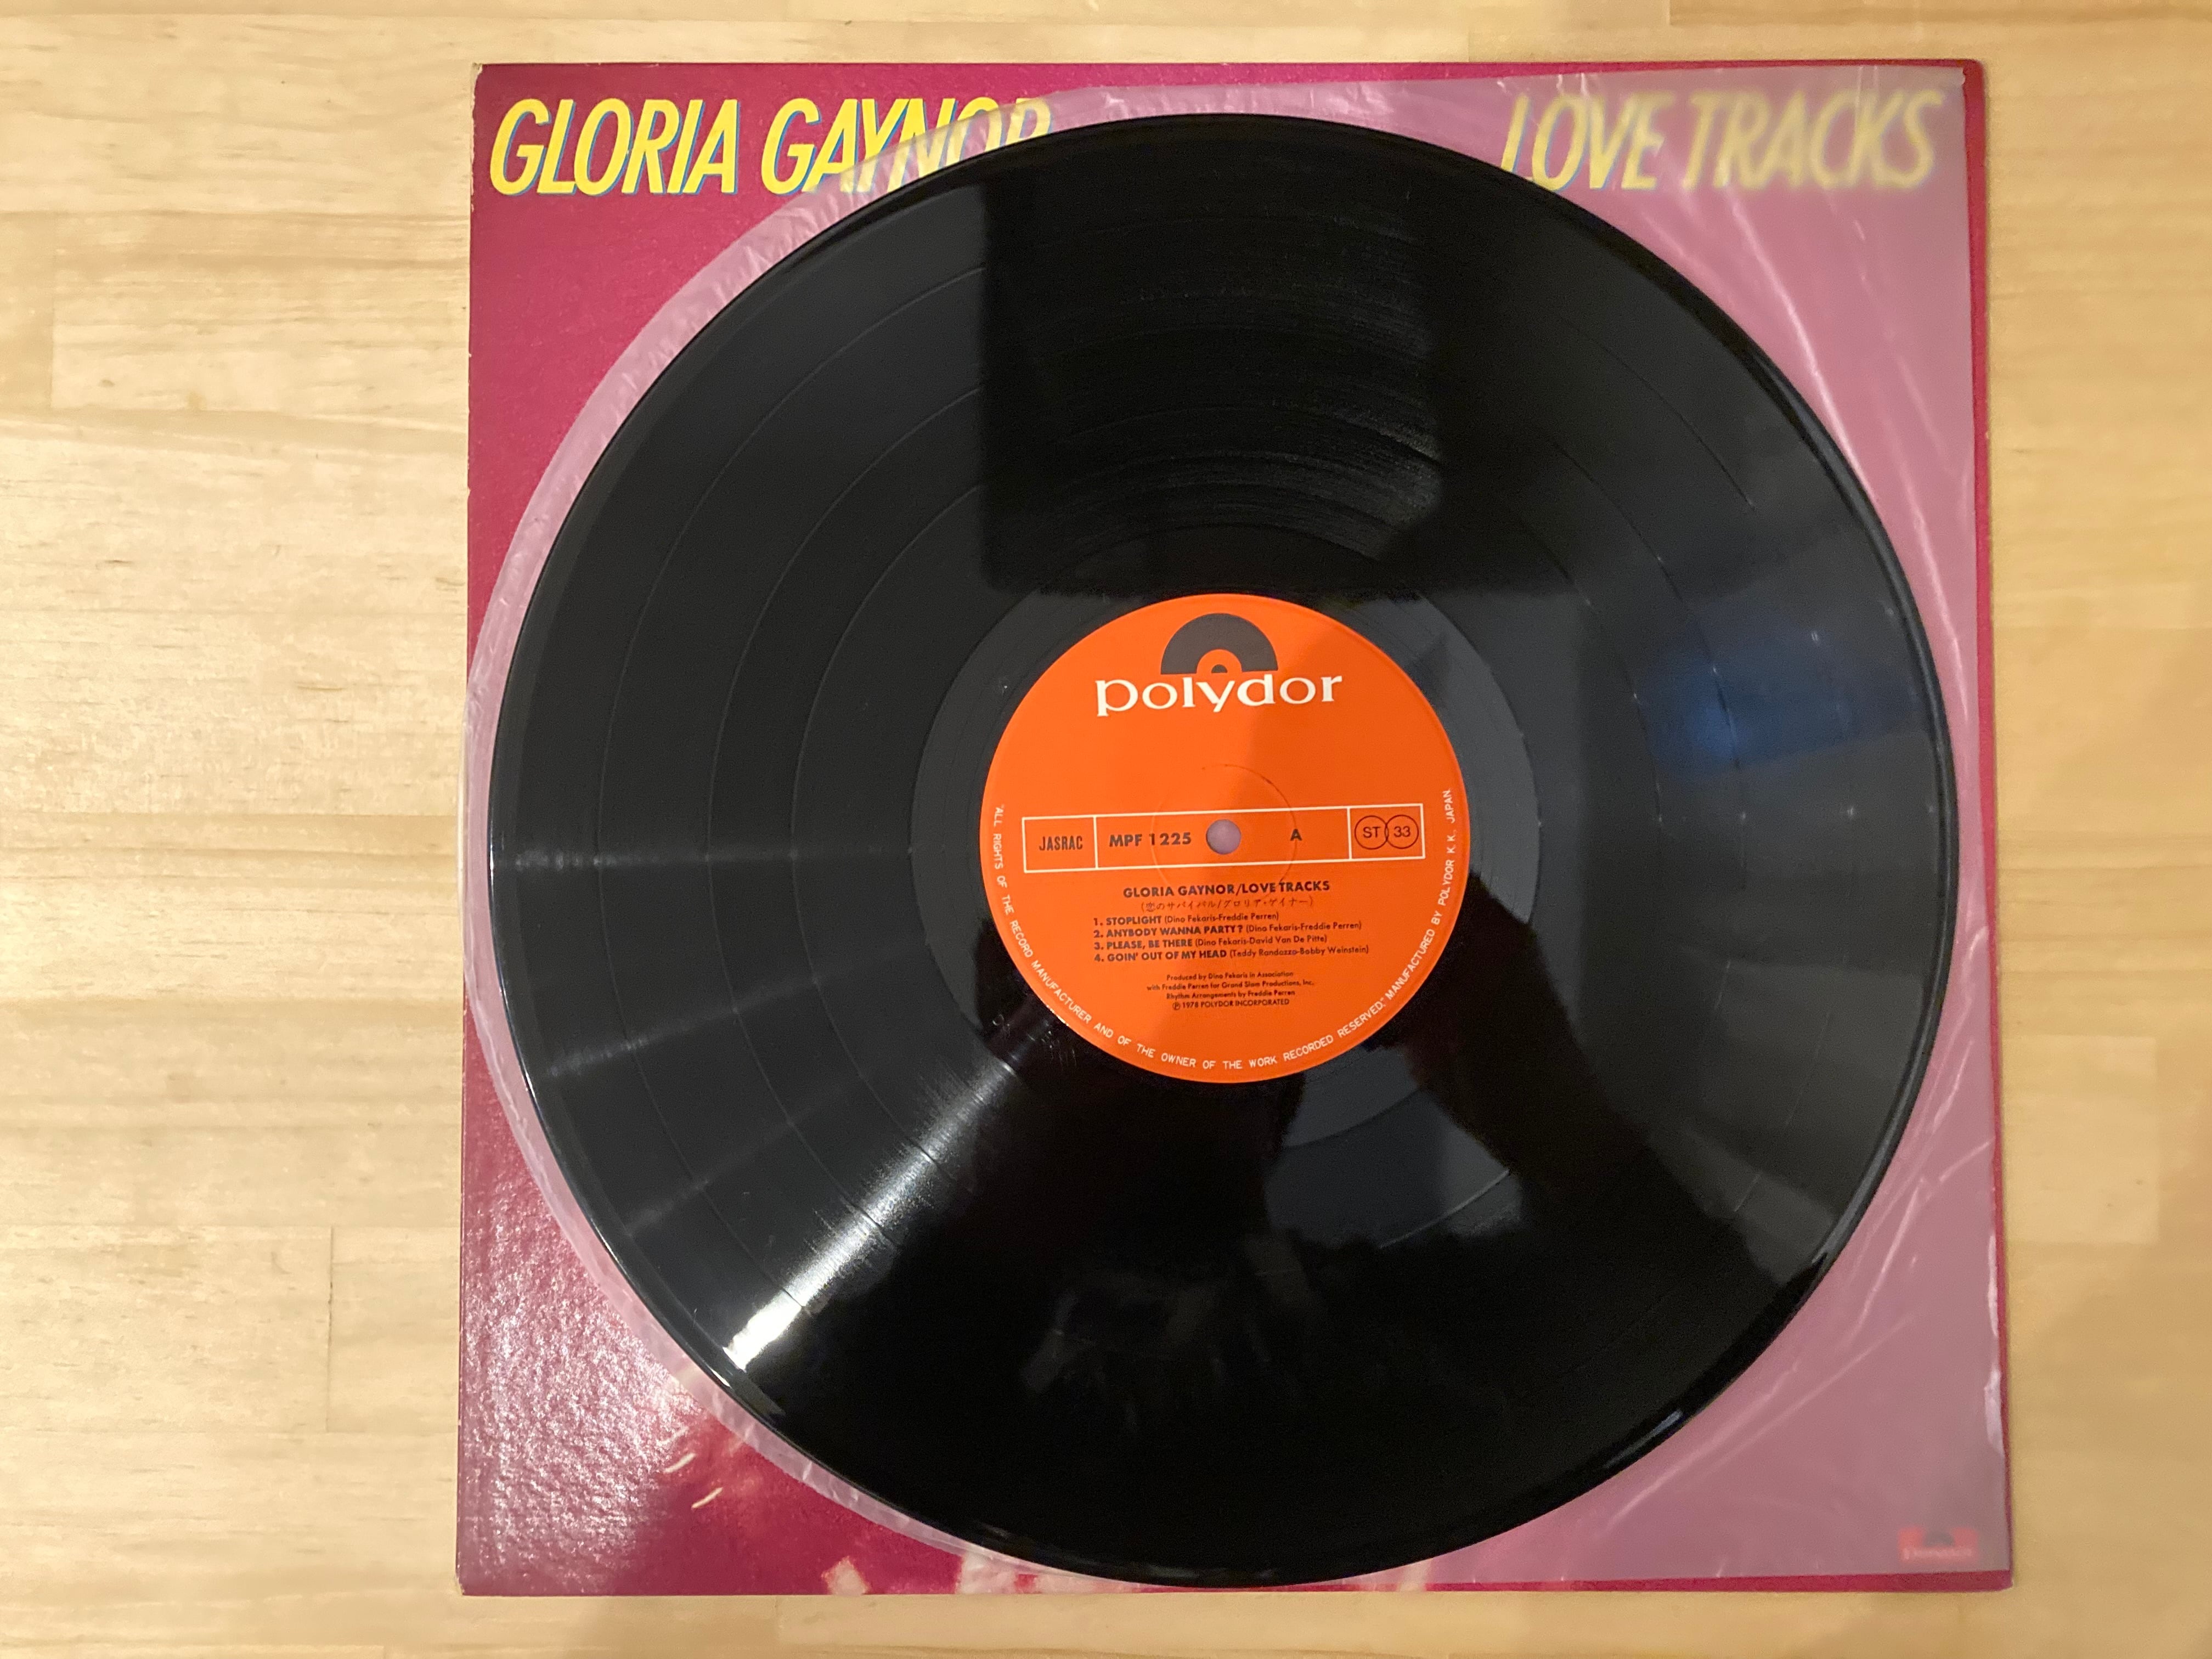 GLORIA GAYNOR
LOVE TRACKS
polydor
JASRAC
MPF 1225
A
ST 33
GLORIA GAYNOR/LOVE TRACKS
(恋のサバイバル/グロリア・ゲイナー)
1. STOPLIGHT (Dino Fekaris-Freddie Perren)
2. ANYBODY WANNA PARTY? (Dino Fekaris-Freddie Perren)
3. PLEASE, BE THERE (Dino Fekaris-David Van De Pitte)
4. GOIN' OUT OF MY HEAD (Teddy Randazzo-Bobby Weinstein)
Produced by Dino Fekaris in Association
with Freddie Perren for Grand Slam Productions, Inc.
Rhythm Arrangements by Freddie Perren
Ⓟ 1978 POLYDOR INCORPORATED
"ALL RIGHTS OF THE RECORD MANUFACTURER AND OF THE OWNER OF THE WORK RECORDED RESERVED." MANUFACTURED BY POLYDOR K.K., JAPAN.